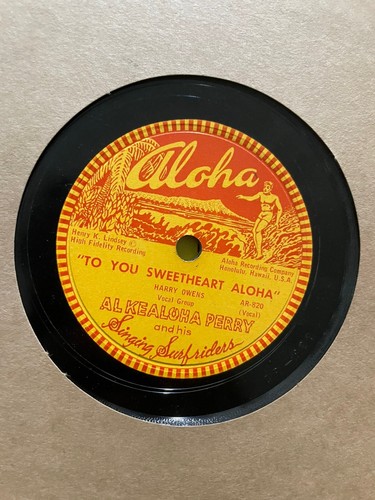 Aloha
Henry K. Lindsey ©
High Fidelity Recording
Aloha Recording Company
Honolulu, Hawaii, U.S.A.
"TO YOU SWEETHEART ALOHA"
HARRY OWENS
Vocal Group
AR-820
(Vocal)
AL KEALOHA PERRY
and his
Singing Surfriders